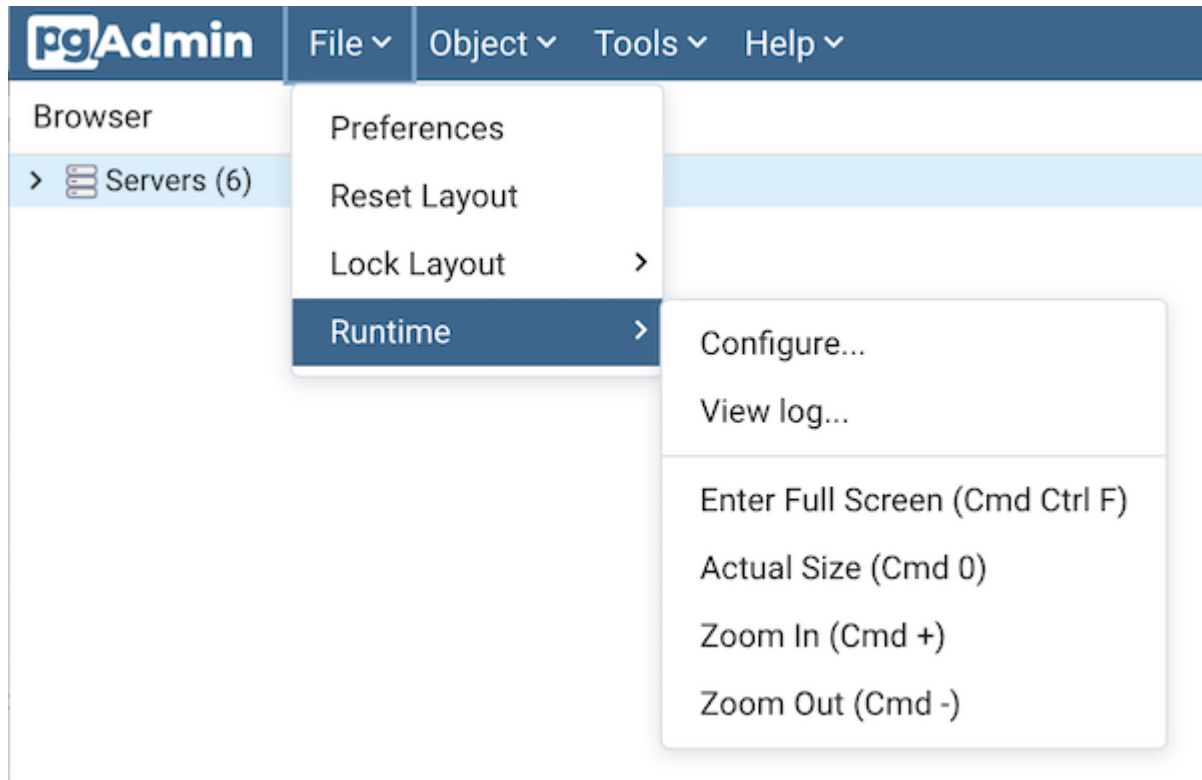 pgAdmin File Object Tools Help
Browser
Servers (6)
Preferences
Reset Layout
Lock Layout
Runtime
Configure...
View log...
Enter Full Screen (Cmd Ctrl F)
Actual Size (Cmd 0)
Zoom In (Cmd +)
Zoom Out (Cmd -)